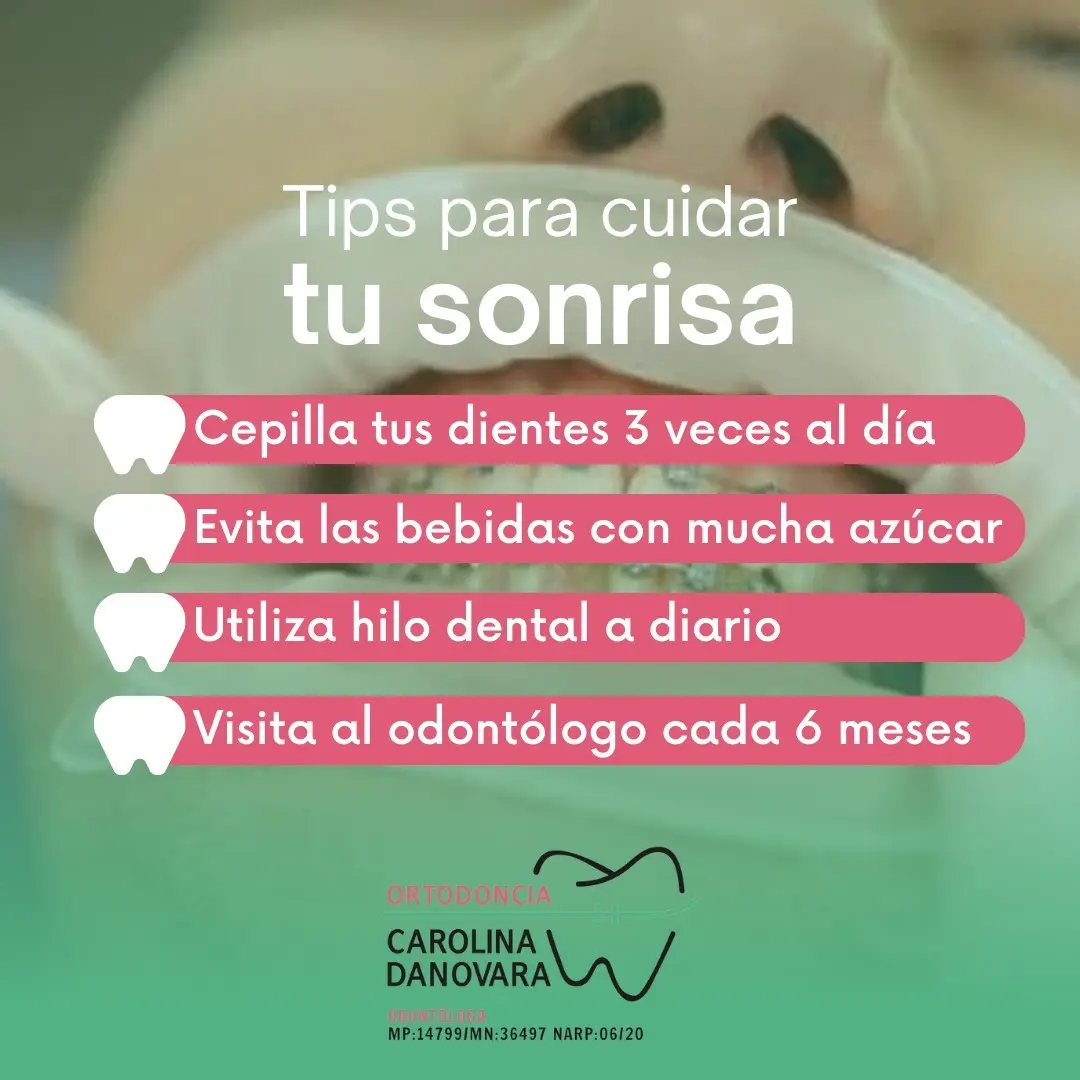 Tips para cuidar
tu sonrisa
Cepilla tus dientes 3 veces al día
Evita las bebidas con mucha azúcar
Utiliza hilo dental a diario
Visita al odontólogo cada 6 meses
ORTODONCIA
CAROLINA
DANOVARA
ODONTÓLOGA
MP:14799/MN:36497 NARP:06/20